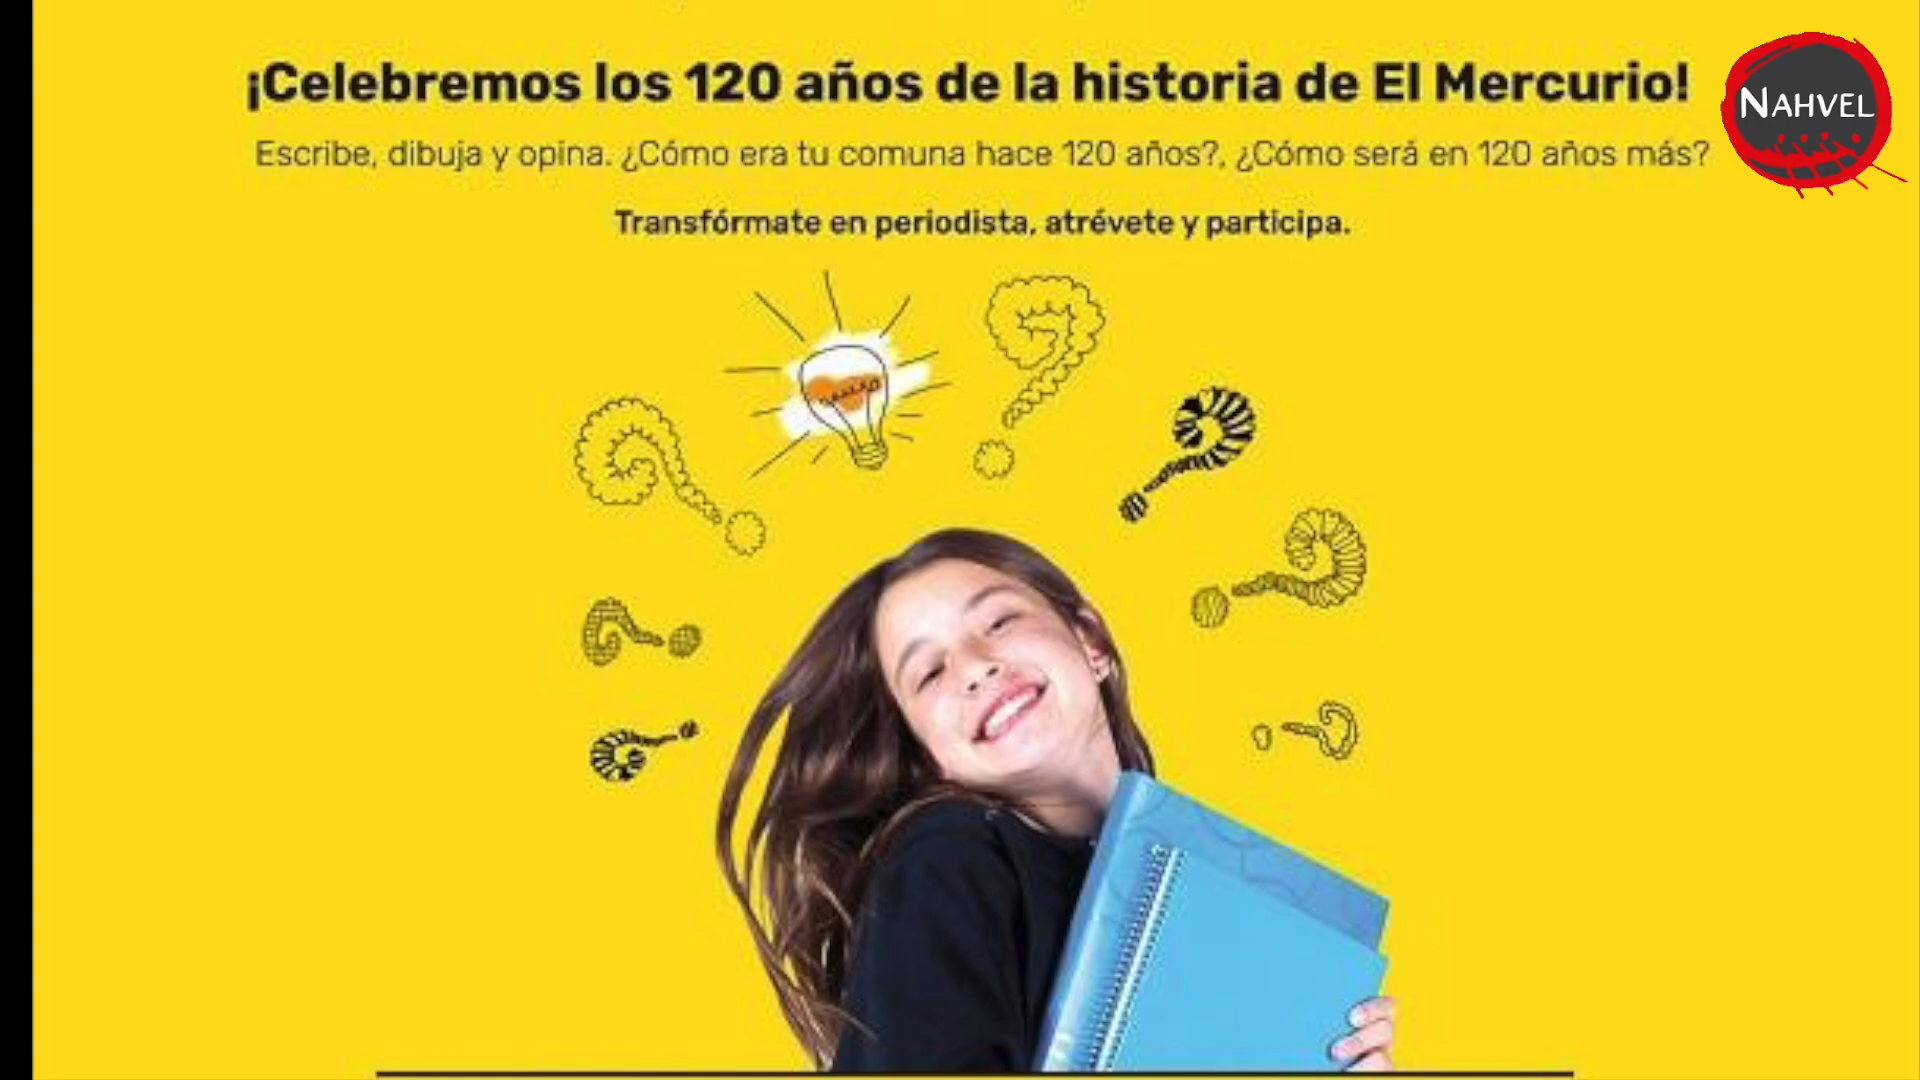 ¡Celebremos los 120 años de la historia de El Mercurio!
NAHVEL
Escribe, dibuja y opina. ¿Cómo era tu comuna hace 120 años?, ¿Cómo será en 120 años más?
Transfórmate en periodista, atrévete y participa.